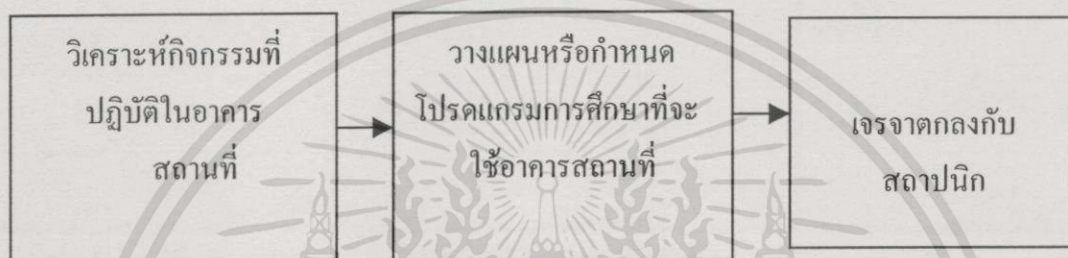 วิเคราะห์กิจกรรมที่
ปฏิบัติในอาคาร
สถานที่
วางแผนหรือกำหนด
โปรดแกรมการศึกษาที่จะ
ใช้อาคารสถานที่
เจรจาตกลงกับ
สถาปนิก